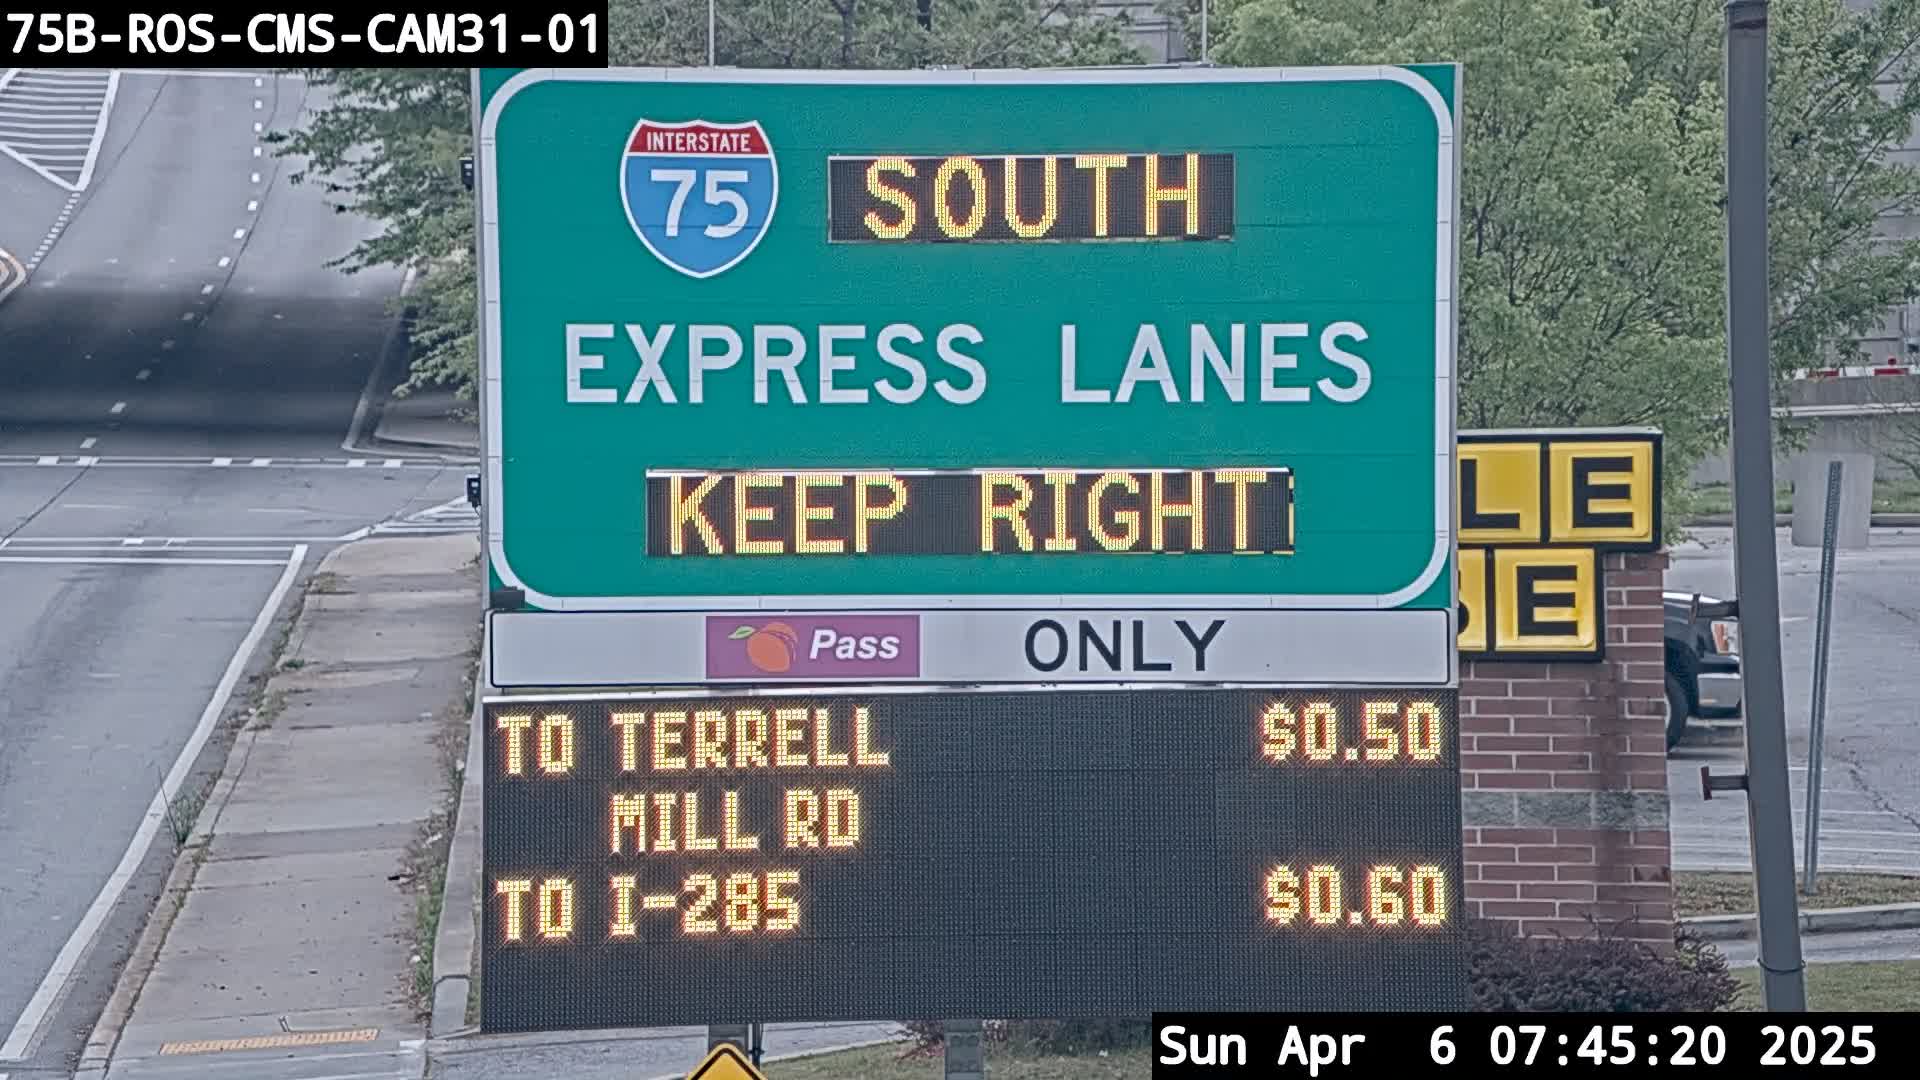 75B-ROS-CMS-CAM31-01
INTERSTATE
75
SOUTH
EXPRESS LANES
KEEP RIGHT
LE
E
Pass ONLY
TO TERRELL $0.50
MILL RD
TO I-285 $0.60
Sun Apr 6 07:45:20 2025